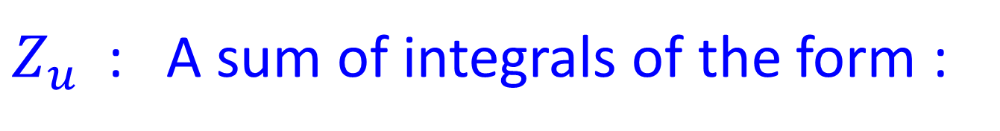 Z_u : A sum of integrals of the form :